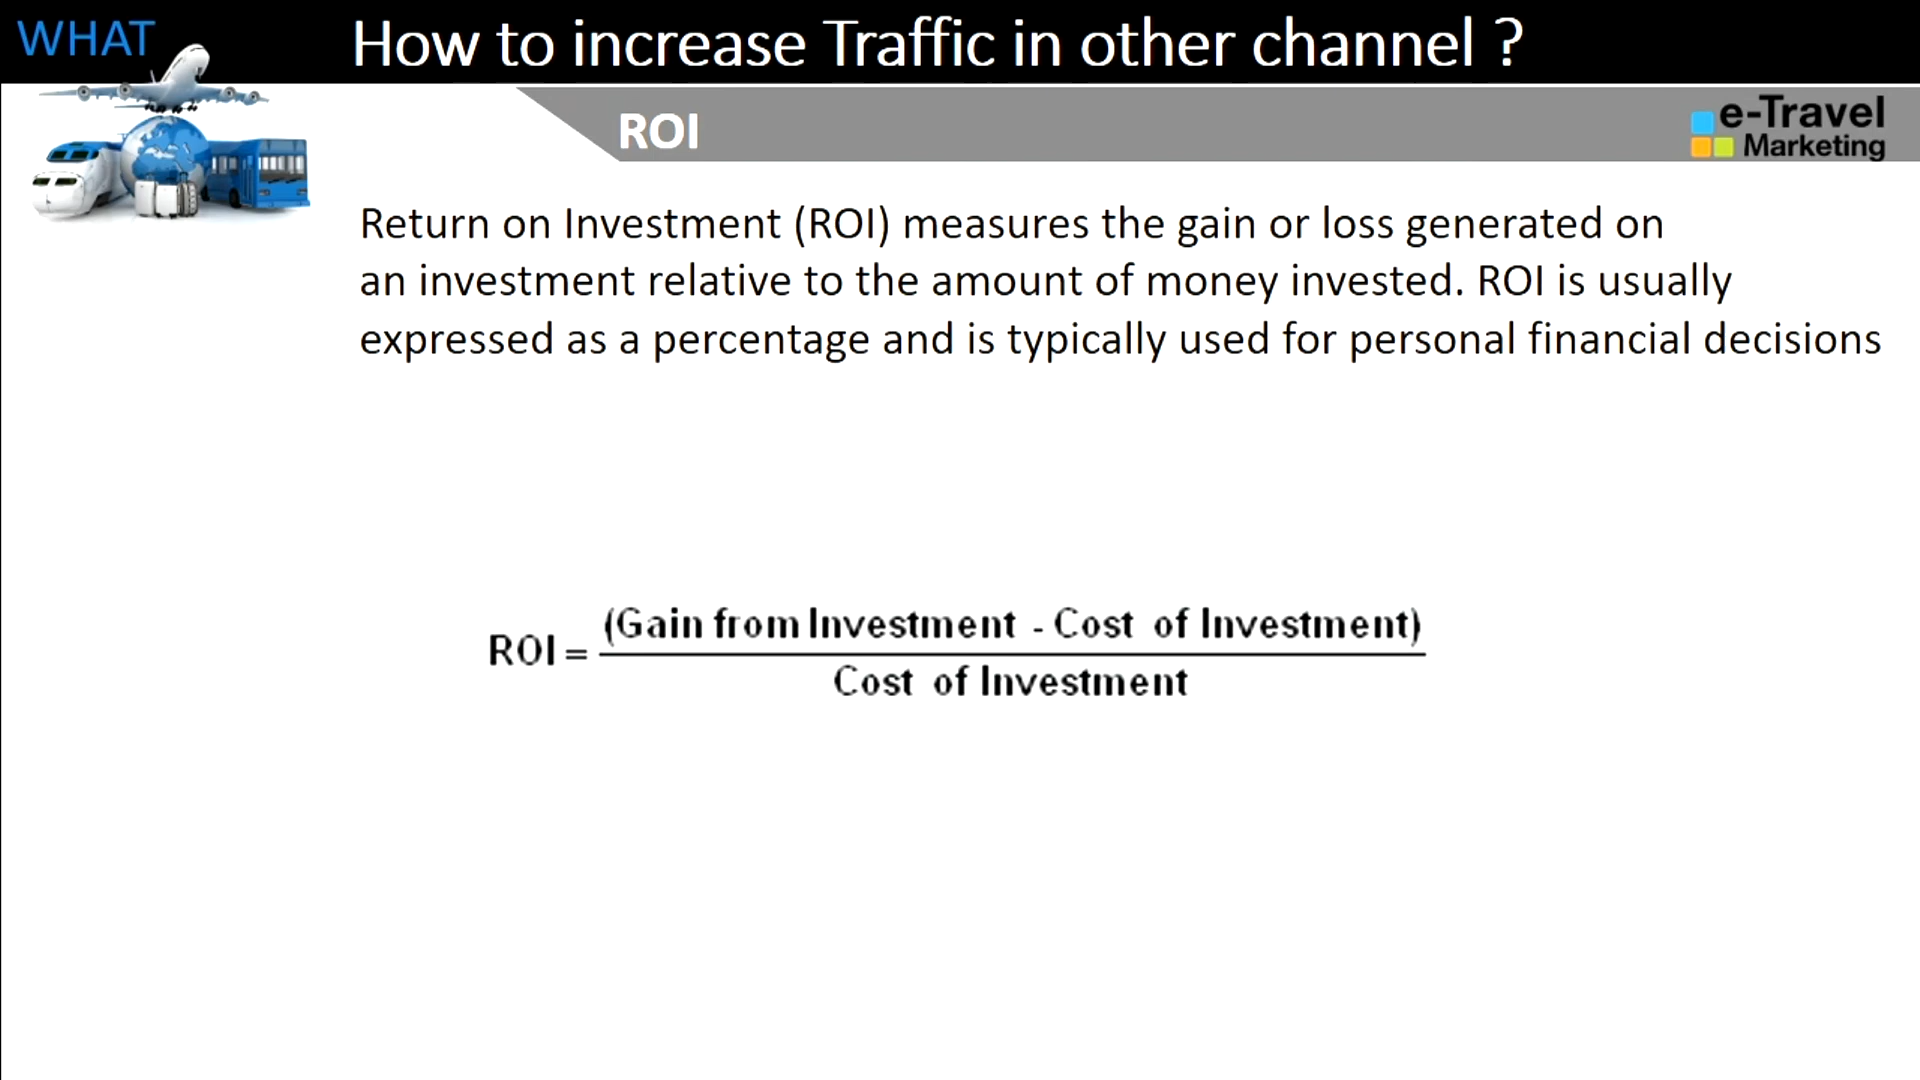 WHAT
How to increase Traffic in other channel ?
ROI
e-Travel
Marketing
Return on Investment (ROI) measures the gain or loss generated on
an investment relative to the amount of money invested. ROI is usually
expressed as a percentage and is typically used for personal financial decisions
(Gain from Investment - Cost of Investment)
ROI =
Cost of Investment